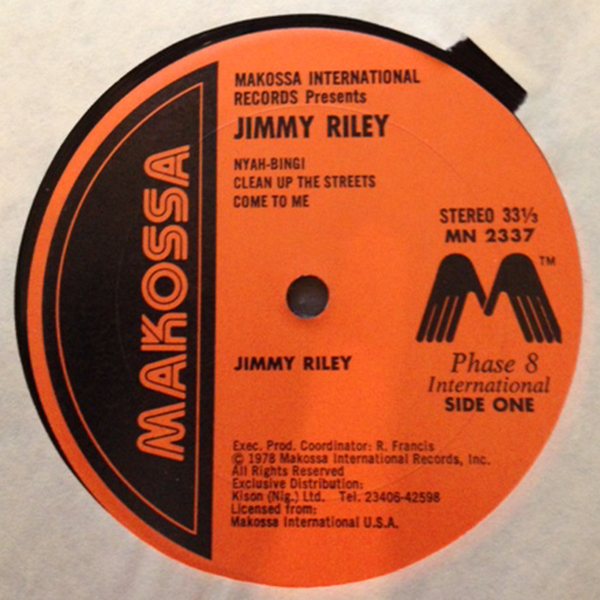 MAKOSSA
MAKOSSA INTERNATIONAL
RECORDS Presents
JIMMY RILEY
NYAH-BINGI
CLEAN UP THE STREETS
COME TO ME
STEREO 33⅓
MN 2337
M™
Phase 8
International
SIDE ONE
JIMMY RILEY
Exec. Prod. Coordinator: R. Francis
© 1978 Makossa International Records, Inc.
All Rights Reserved
Exclusive Distribution:
Kison (Nig.) Ltd. Tel. 23406-42598
Licensed from:
Makossa International U.S.A.